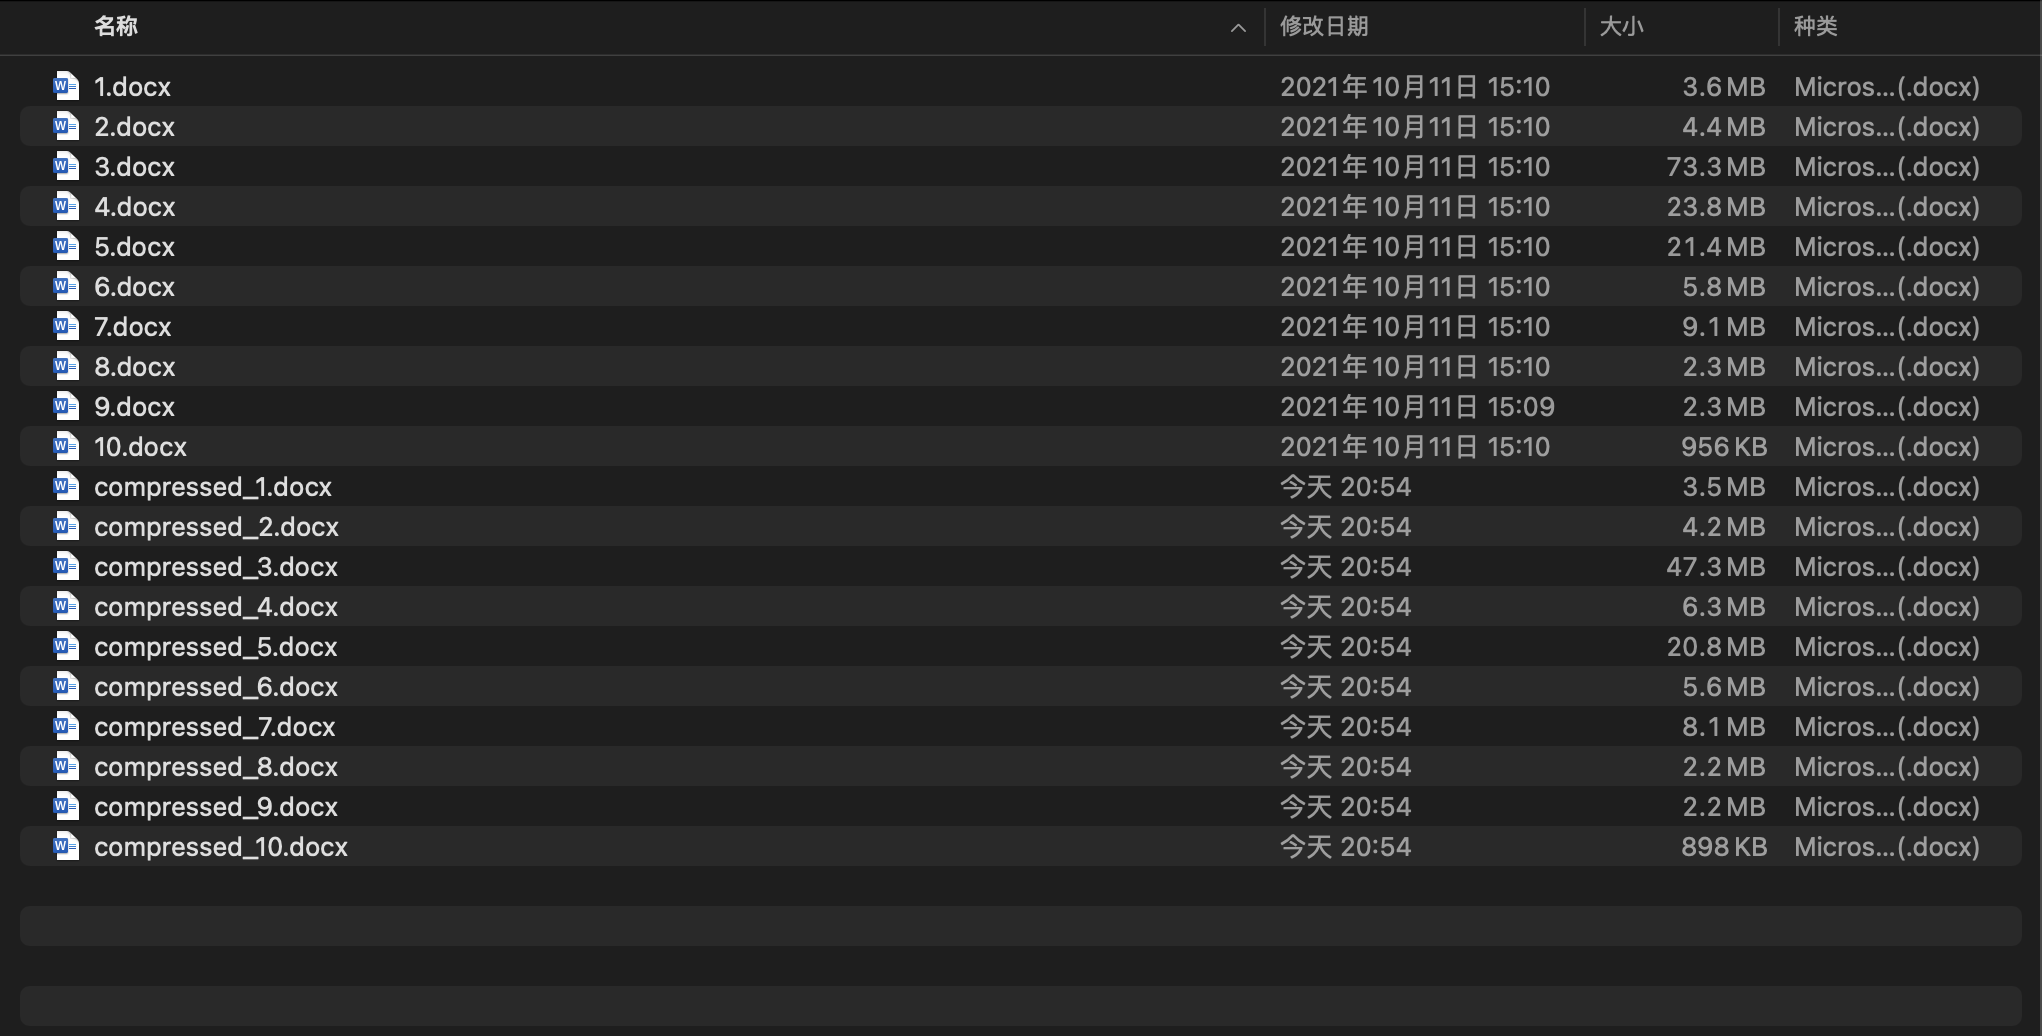 名称 修改日期 大小 种类
1.docx 2021年10月11日 15:10 3.6 MB Micros...(.docx)
2.docx 2021年10月11日 15:10 4.4 MB Micros...(.docx)
3.docx 2021年10月11日 15:10 73.3 MB Micros...(.docx)
4.docx 2021年10月11日 15:10 23.8 MB Micros...(.docx)
5.docx 2021年10月11日 15:10 21.4 MB Micros...(.docx)
6.docx 2021年10月11日 15:10 5.8 MB Micros...(.docx)
7.docx 2021年10月11日 15:10 9.1 MB Micros...(.docx)
8.docx 2021年10月11日 15:10 2.3 MB Micros...(.docx)
9.docx 2021年10月11日 15:09 2.3 MB Micros...(.docx)
10.docx 2021年10月11日 15:10 956 KB Micros...(.docx)
compressed_1.docx 今天 20:54 3.5 MB Micros...(.docx)
compressed_2.docx 今天 20:54 4.2 MB Micros...(.docx)
compressed_3.docx 今天 20:54 47.3 MB Micros...(.docx)
compressed_4.docx 今天 20:54 6.3 MB Micros...(.docx)
compressed_5.docx 今天 20:54 20.8 MB Micros...(.docx)
compressed_6.docx 今天 20:54 5.6 MB Micros...(.docx)
compressed_7.docx 今天 20:54 8.1 MB Micros...(.docx)
compressed_8.docx 今天 20:54 2.2 MB Micros...(.docx)
compressed_9.docx 今天 20:54 2.2 MB Micros...(.docx)
compressed_10.docx 今天 20:54 898 KB Micros...(.docx)